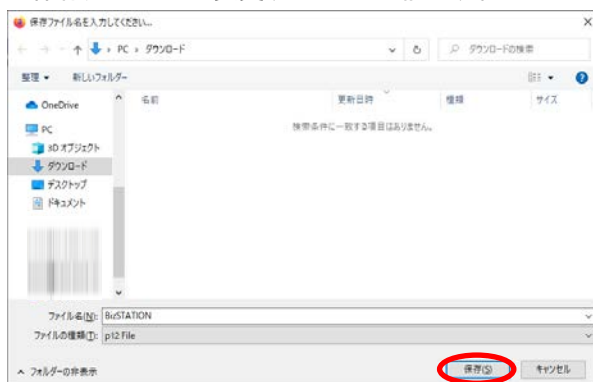 保存ファイル名を入力してください...
PC › ダウンロード
ダウンロードの検索
整理 新しいフォルダー
名前 更新日時 種類 サイズ
検索条件に一致する項目はありません。
OneDrive
PC
3D オブジェクト
ダウンロード
デスクトップ
ドキュメント
ファイル名(N): BizSTATION
ファイルの種類(T): p12 File
フォルダーの非表示
保存(S) キャンセル